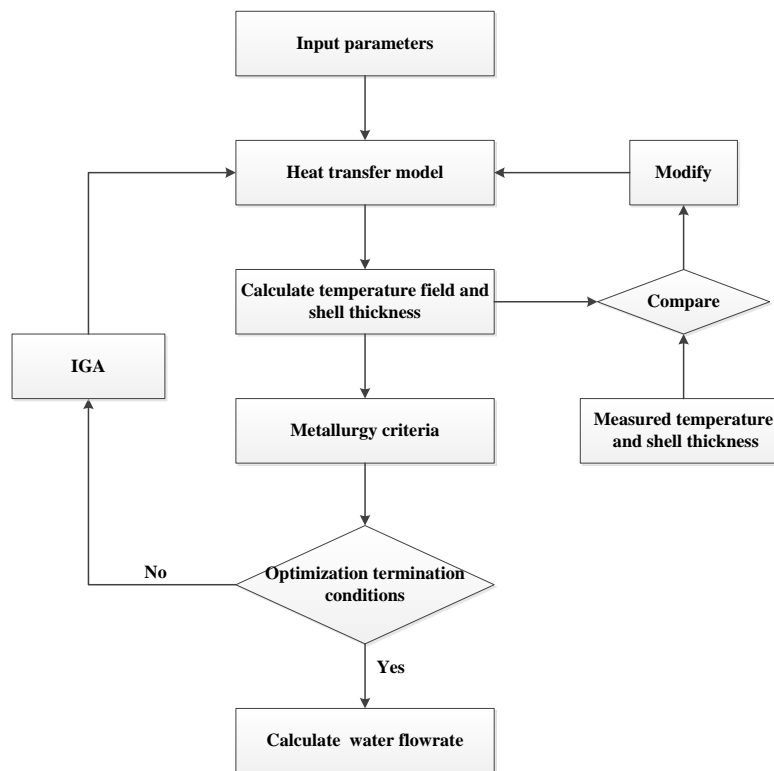 Input parameters
Heat transfer model
Modify
Calculate temperature field and
shell thickness
Compare
IGA
Metallurgy criteria
Measured temperature
and shell thickness
No
Optimization termination
conditions
Yes
Calculate water flowrate